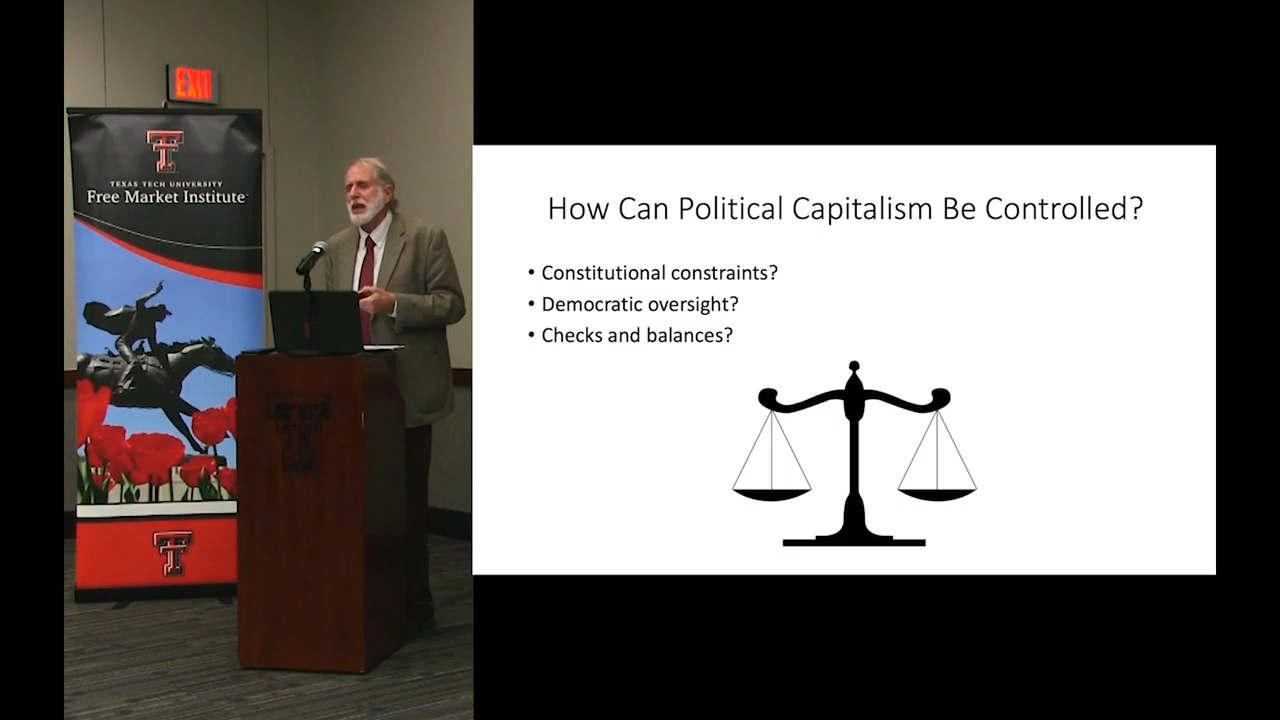 EXIT
TEXAS TECH UNIVERSITY
Free Market Institute
How Can Political Capitalism Be Controlled?
• Constitutional constraints?
• Democratic oversight?
• Checks and balances?